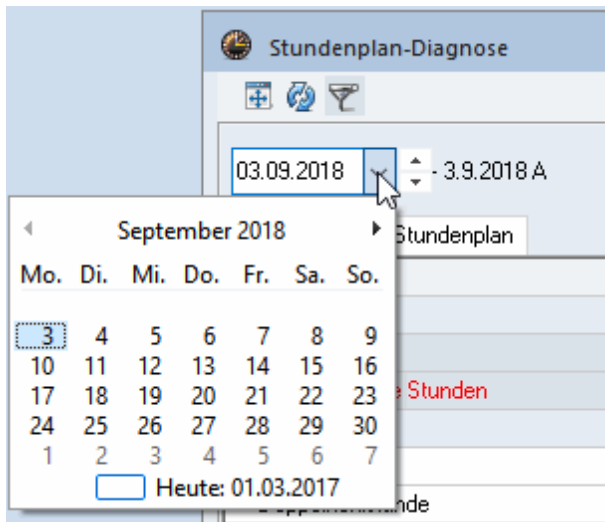 Stundenplan-Diagnose
03.09.2018 - 3.9.2018 A
September 2018
Stundenplan
Mo. Di. Mi. Do. Fr. Sa. So.
3 4 5 6 7 8 9
10 11 12 13 14 15 16
17 18 19 20 21 22 23
Stunden
24 25 26 27 28 29 30
1 2 3 4 5 6 7
Heute: 01.03.2017